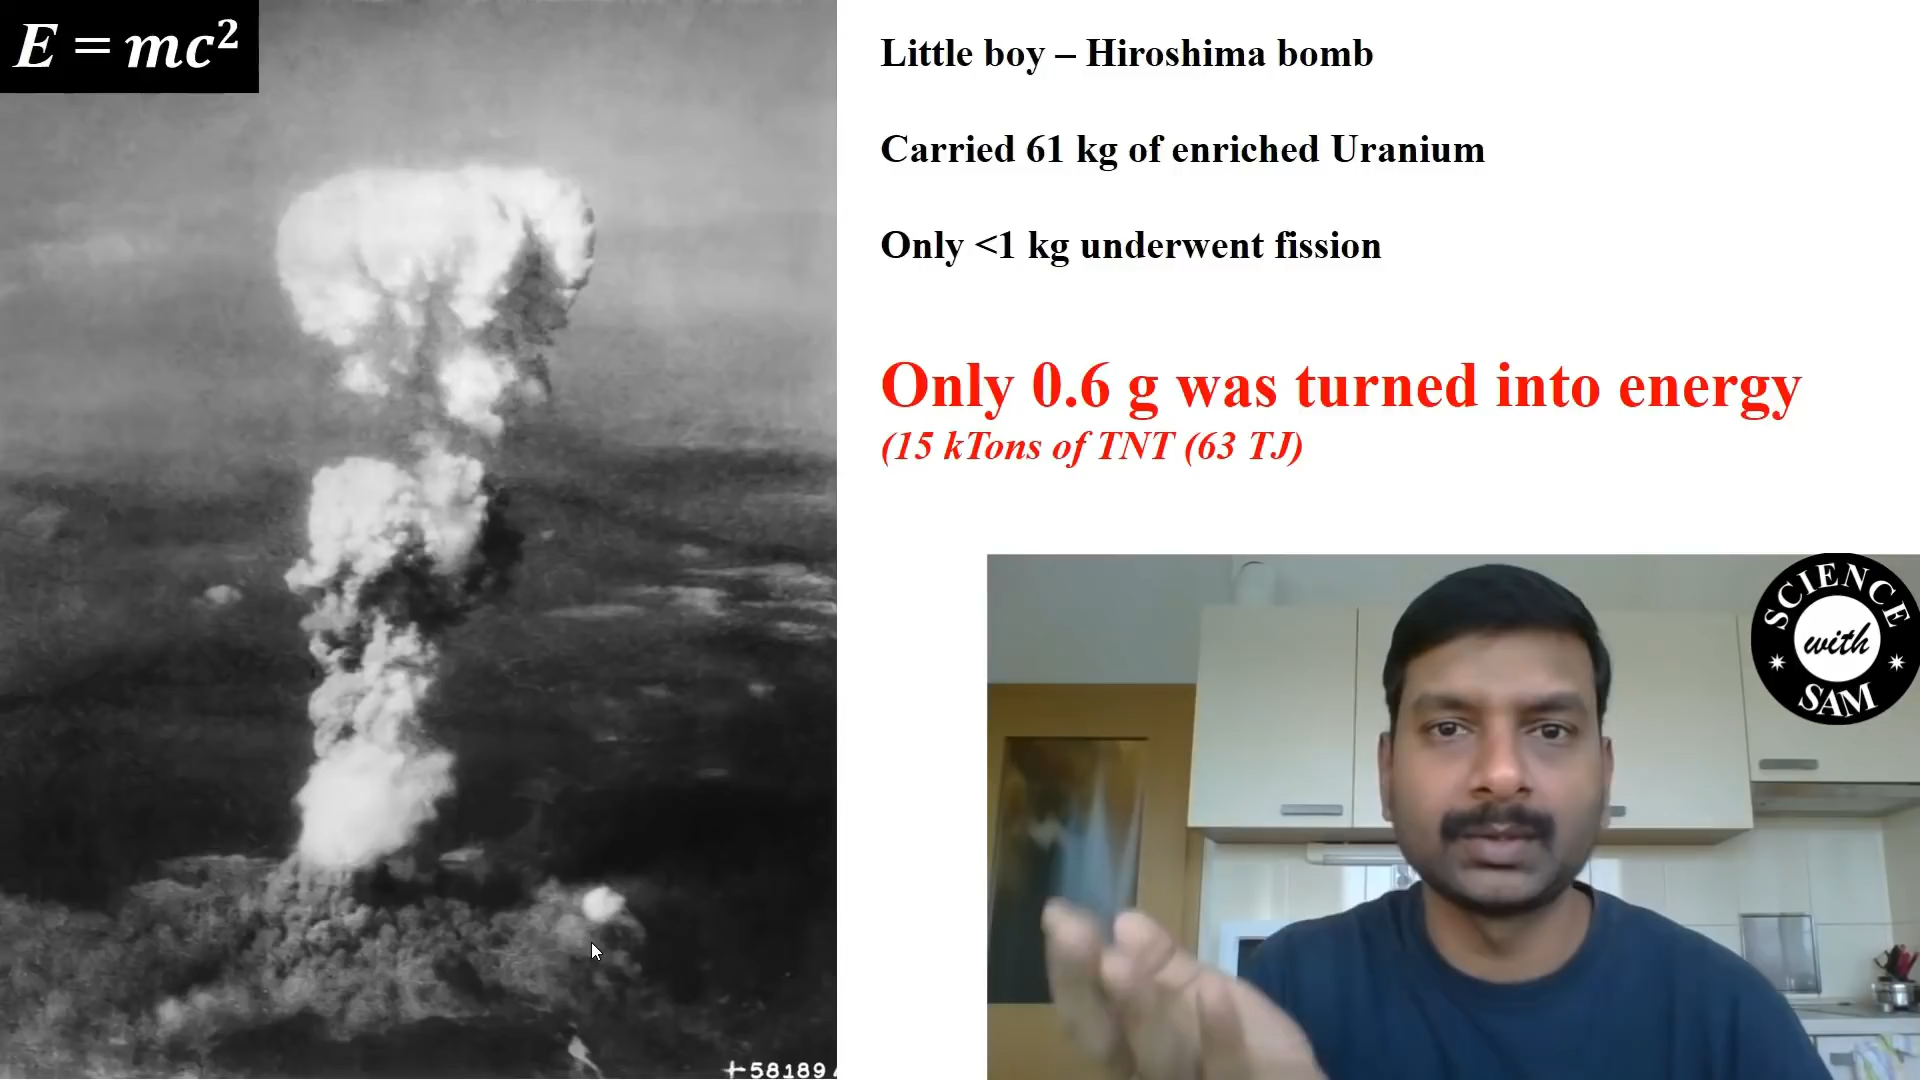 E = mc²
Little boy – Hiroshima bomb
Carried 61 kg of enriched Uranium
Only <1 kg underwent fission
Only 0.6 g was turned into energy
(15 kTons of TNT (63 TJ)
SCIENCE
with
SAM
58189